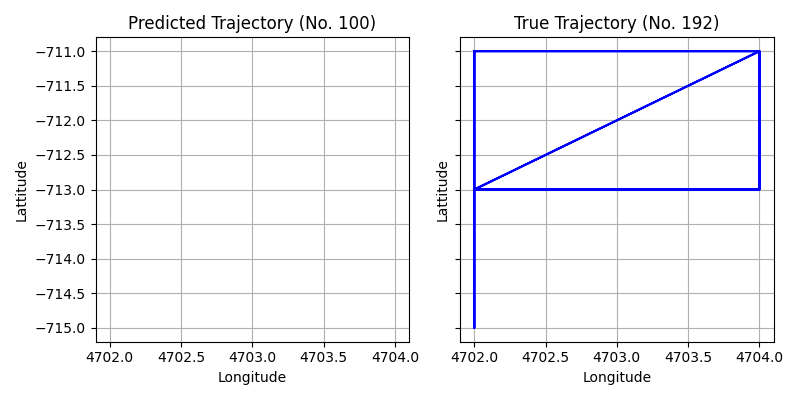 Predicted Trajectory (No. 100)
True Trajectory (No. 192)
−711.0
−711.5
−712.0
−712.5
−713.0
−713.5
−714.0
−714.5
−715.0
Lattitude
Lattitude
4702.0 4702.5 4703.0 4703.5 4704.0
4702.0 4702.5 4703.0 4703.5 4704.0
Longitude
Longitude